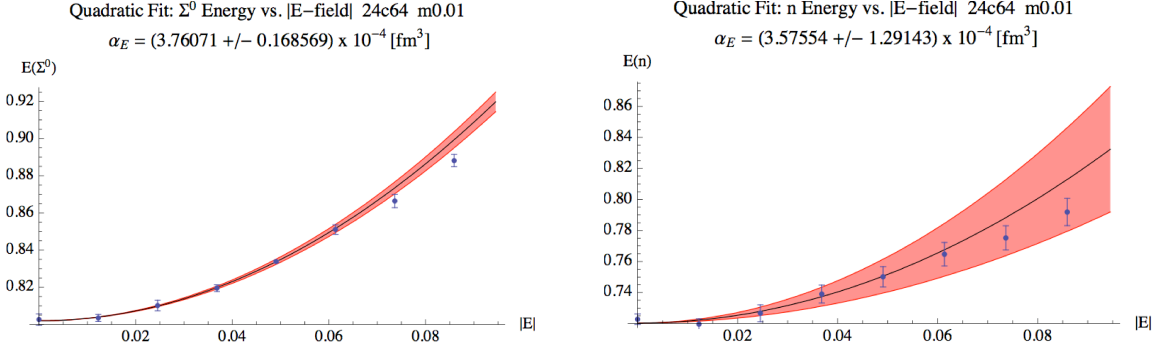 Quadratic Fit: Σ⁰ Energy vs. |E−field| 24c64 m0.01
α_E = (3.76071 +/− 0.168569) x 10⁻⁴ [fm³]
E(Σ⁰)
0.92
0.90
0.88
0.86
0.84
0.82
0.02 0.04 0.06 0.08 |E|
Quadratic Fit: n Energy vs. |E−field| 24c64 m0.01
α_E = (3.57554 +/− 1.29143) x 10⁻⁴ [fm³]
E(n)
0.86
0.84
0.82
0.80
0.78
0.76
0.74
0.02 0.04 0.06 0.08 |E|